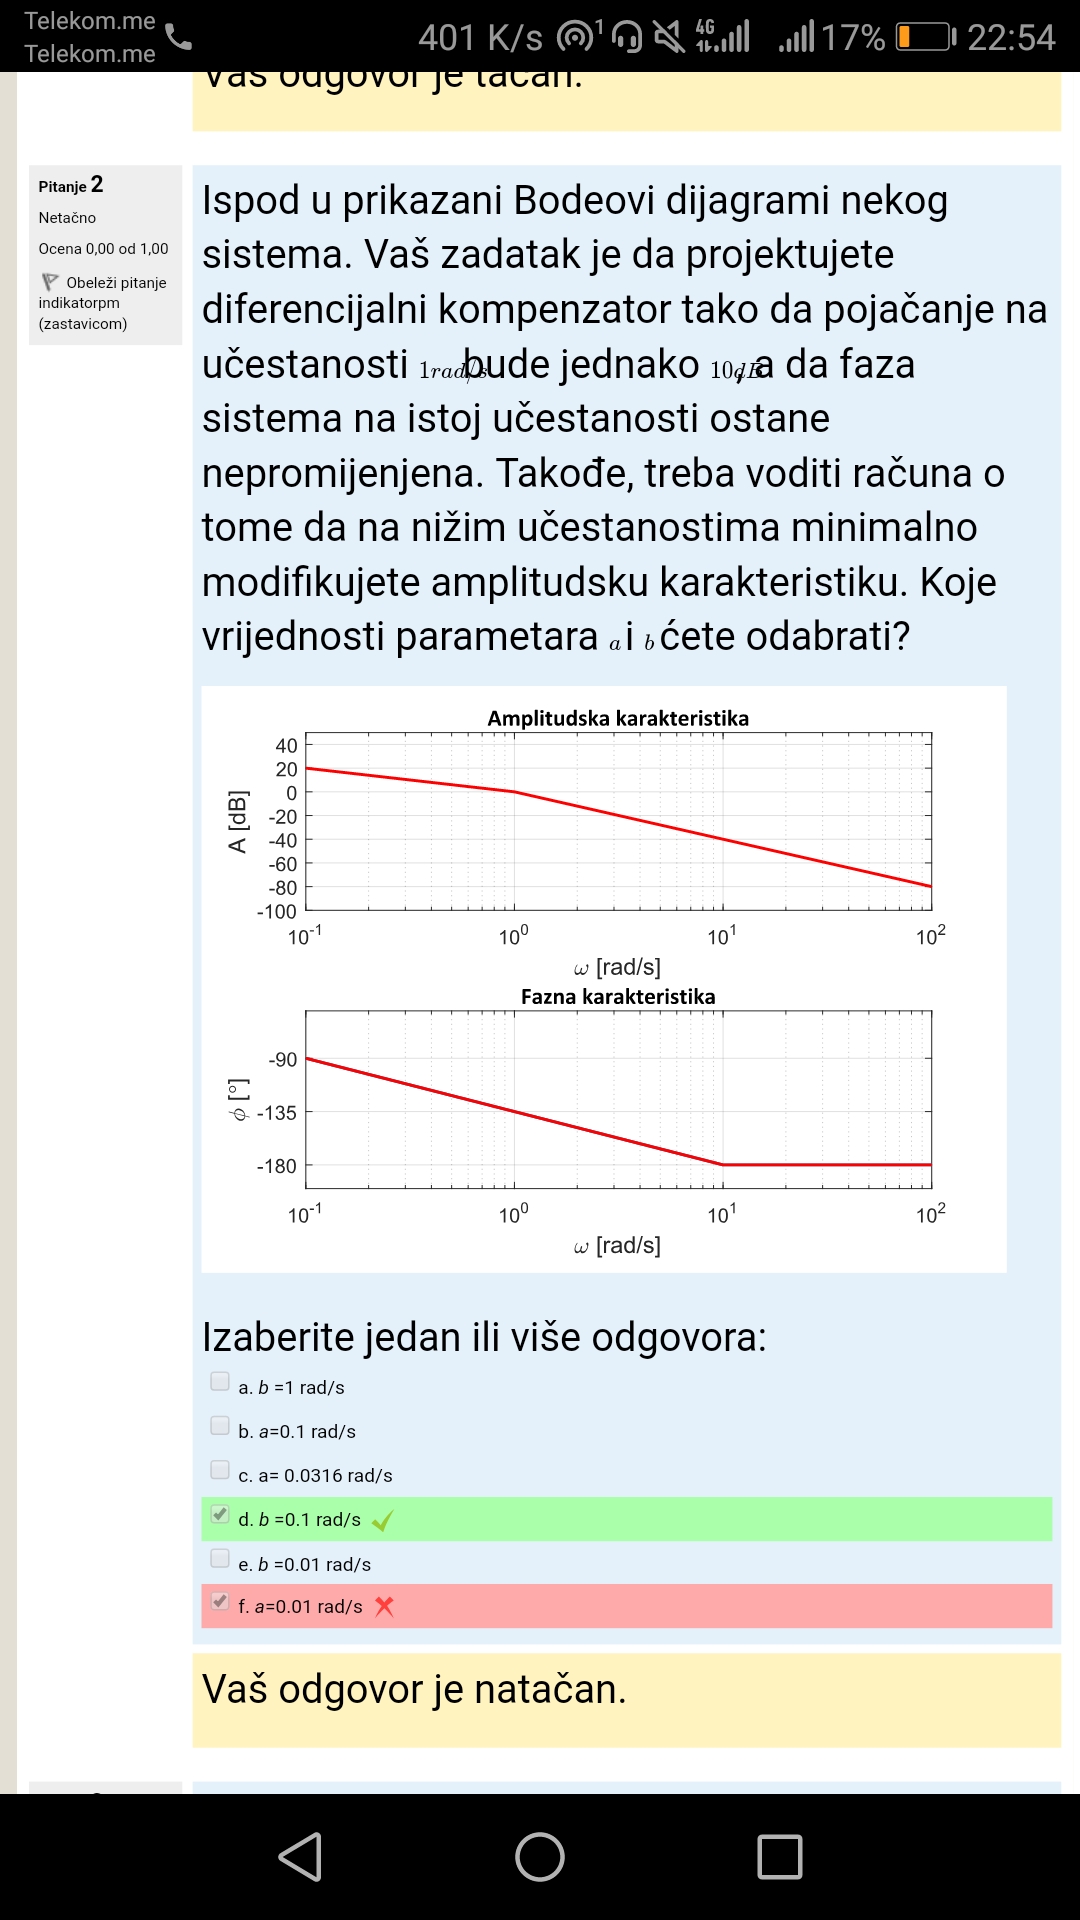 Telekom.me
Telekom.me
401 K/s 1 4G 17% 22:54
Vaš odgovor je tačan.
Pitanje 2
Netačno
Ocena 0,00 od 1,00
Obeleži pitanje
indikatorpm
(zastavicom)
Ispod u prikazani Bodeovi dijagrami nekog
sistema. Vaš zadatak je da projektujete
diferencijalni kompenzator tako da pojačanje na
učestanosti 1rad/s bude jednako 10dB, a da faza
sistema na istoj učestanosti ostane
nepromijenjena. Takođe, treba voditi računa o
tome da na nižim učestanostima minimalno
modifikujete amplitudsku karakteristiku. Koje
vrijednosti parametara a i b ćete odabrati?
Amplitudska karakteristika
40
20
0
-20
-40
-60
-80
-100
A [dB]
10^-1 10^0 10^1 10^2
ω [rad/s]
Fazna karakteristika
-90
-135
-180
ϕ [°]
10^-1 10^0 10^1 10^2
ω [rad/s]
Izaberite jedan ili više odgovora:
a. b =1 rad/s
b. a=0.1 rad/s
c. a= 0.0316 rad/s
d. b =0.1 rad/s
e. b =0.01 rad/s
f. a=0.01 rad/s
Vaš odgovor je natačan.